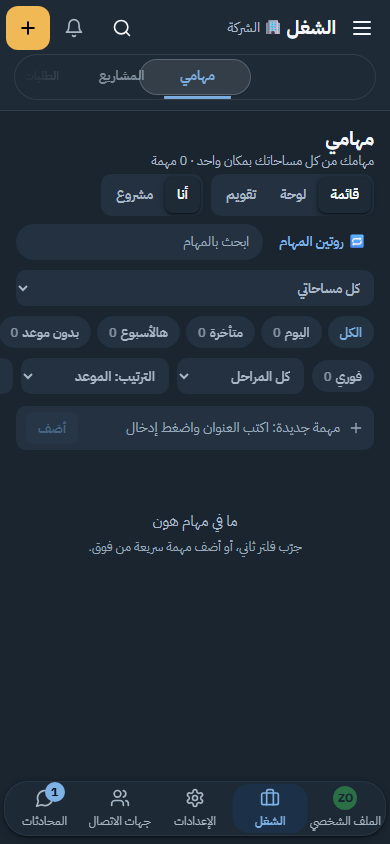 الشغل الشركة
مهامي المشاريع الطلبات
مهامي
مهامك من كل مساحاتك بمكان واحد · 0 مهمة
قائمة لوحة تقويم أنا مشروع
روتين المهام ابحث بالمهام
كل مساحاتي
الكل اليوم 0 متأخرة 0 هالأسبوع 0 بدون موعد 0
فوري 0 كل المراحل الترتيب: الموعد
+ مهمة جديدة: اكتب العنوان واضغط إدخال أضف
ما في مهام هون
جرّب فلتر ثاني، أو أضف مهمة سريعة من فوق.
ZO 1
الملف الشخصي الشغل الإعدادات جهات الاتصال المحادثات